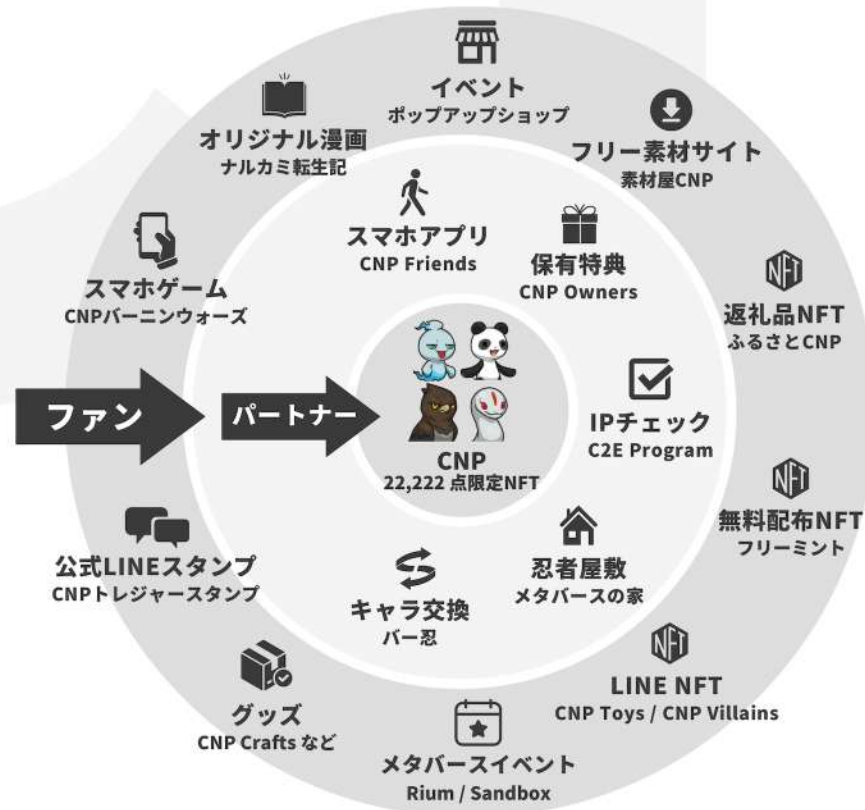 イベント
ポップアップショップ
オリジナル漫画
ナルカミ転生記
フリー素材サイト
素材屋CNP
スマホアプリ
CNP Friends
保有特典
CNP Owners
スマホゲーム
CNPバーニンウォーズ
NFT
返礼品NFT
ふるさとCNP
ファン
パートナー
CNP
22,222 点限定NFT
IPチェック
C2E Program
NFT
無料配布NFT
フリーミント
公式LINEスタンプ
CNPトレジャースタンプ
キャラ交換
バー忍
忍者屋敷
メタバースの家
NFT
LINE NFT
CNP Toys / CNP Villains
グッズ
CNP Crafts など
メタバースイベント
Rium / Sandbox